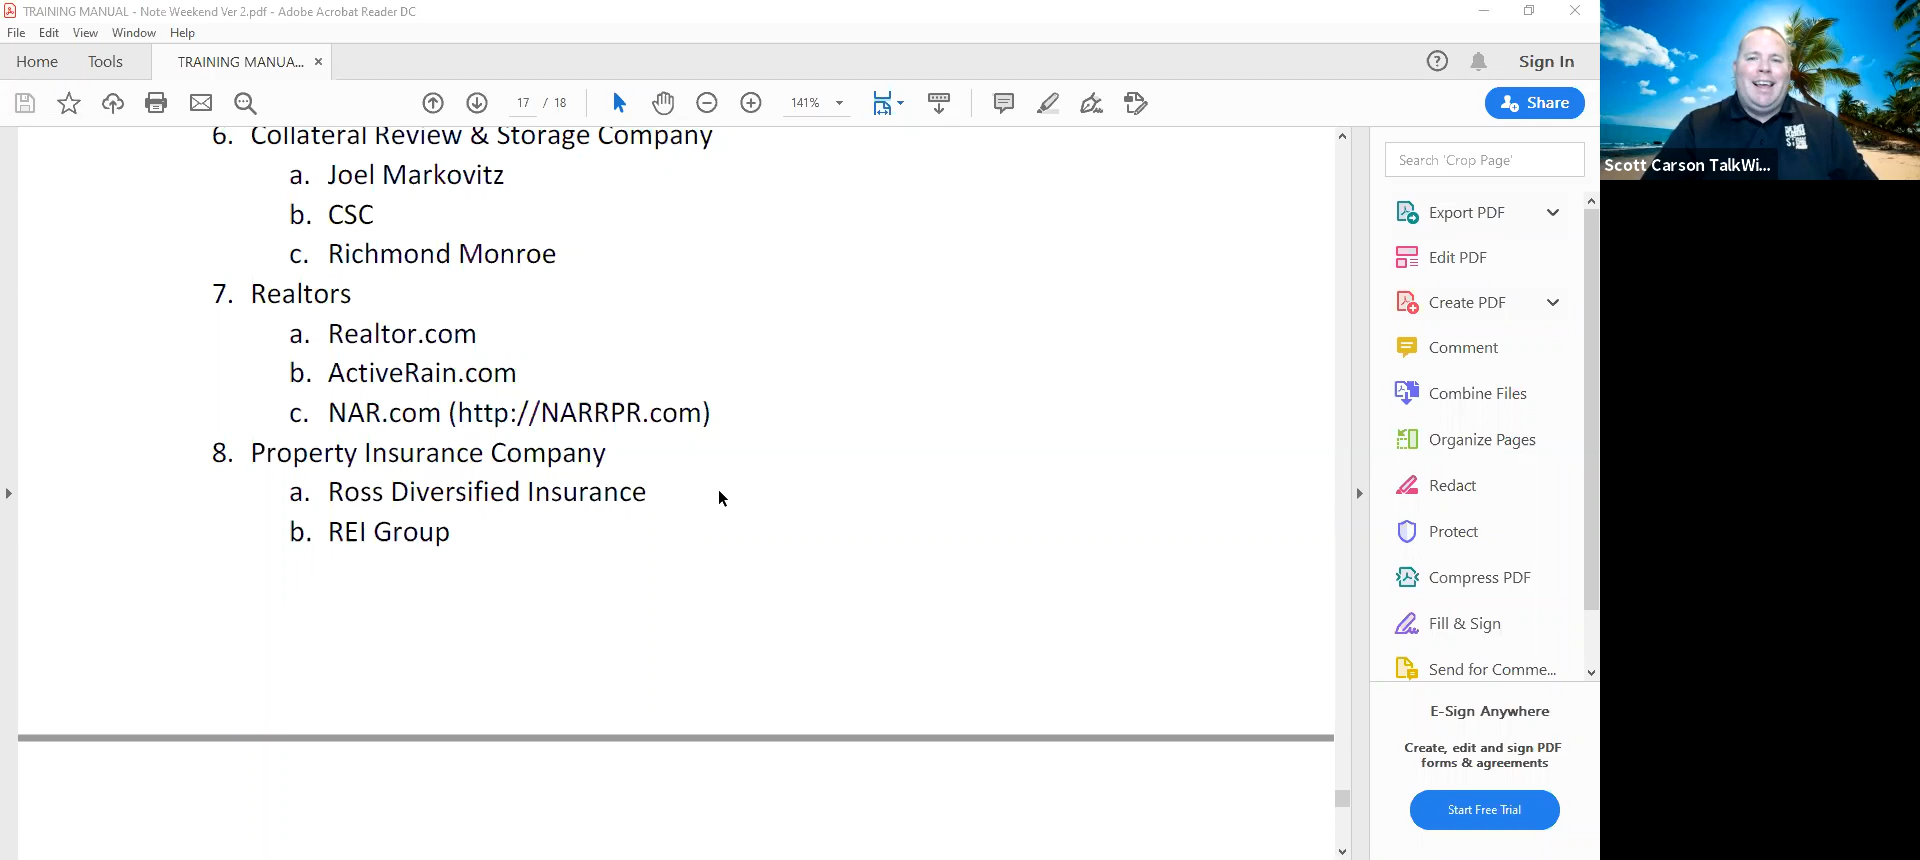 TRAINING MANUAL - Note Weekend Ver 2.pdf - Adobe Acrobat Reader DC
File Edit View Window Help
Home Tools TRAINING MANUA... ×
Sign In
17 / 18 141% Share
6. Collateral Review & Storage Company
a. Joel Markovitz
b. CSC
c. Richmond Monroe
7. Realtors
a. Realtor.com
b. ActiveRain.com
c. NAR.com (http://NARRPR.com)
8. Property Insurance Company
a. Ross Diversified Insurance
b. REI Group
Search 'Crop Page'
Export PDF
Edit PDF
Create PDF
Comment
Combine Files
Organize Pages
Redact
Protect
Compress PDF
Fill & Sign
Send for Comme...
E-Sign Anywhere
Create, edit and sign PDF
forms & agreements
Start Free Trial
Scott Carson TalkWi...